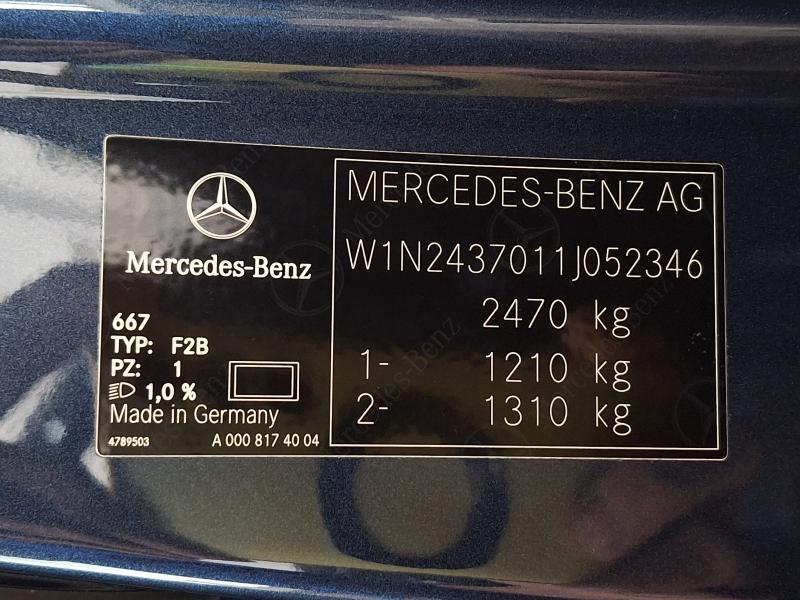 Mercedes-Benz
667
TYP: F2B
PZ: 1
1,0 %
Made in Germany
4789503
A 000 817 40 04
MERCEDES-BENZ AG
W1N2437011J052346
2470 kg
1- 1210 kg
2- 1310 kg